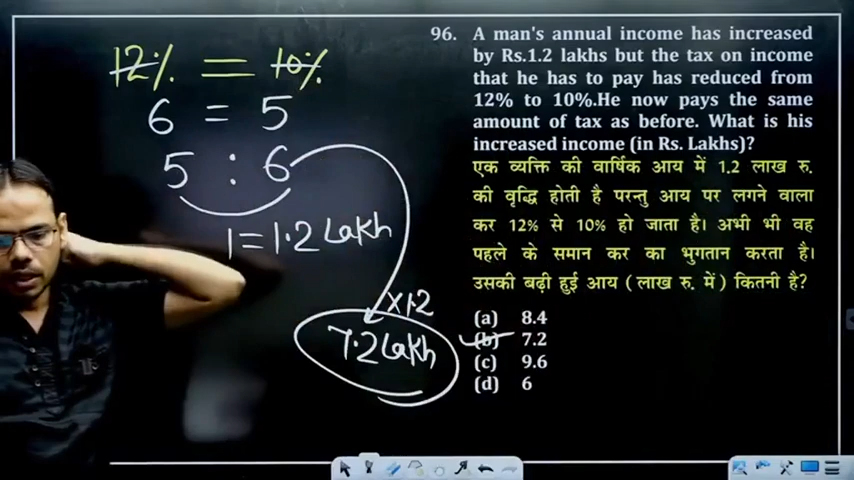 12% = 10%
6 = 5
5 : 6
1 = 1.2 Lakh
×1.2
7.2 Lakh
96. A man's annual income has increased
by Rs.1.2 lakhs but the tax on income
that he has to pay has reduced from
12% to 10%.He now pays the same
amount of tax as before. What is his
increased income (in Rs. Lakhs)?
एक व्यक्ति की वार्षिक आय में 1.2 लाख रु.
की वृद्धि होती है परन्तु आय पर लगने वाला
कर 12% से 10% हो जाता है। अभी भी वह
पहले के समान कर का भुगतान करता है।
उसकी बढ़ी हुई आय (लाख रु. में) कितनी है?
(a) 8.4
(b) 7.2
(c) 9.6
(d) 6